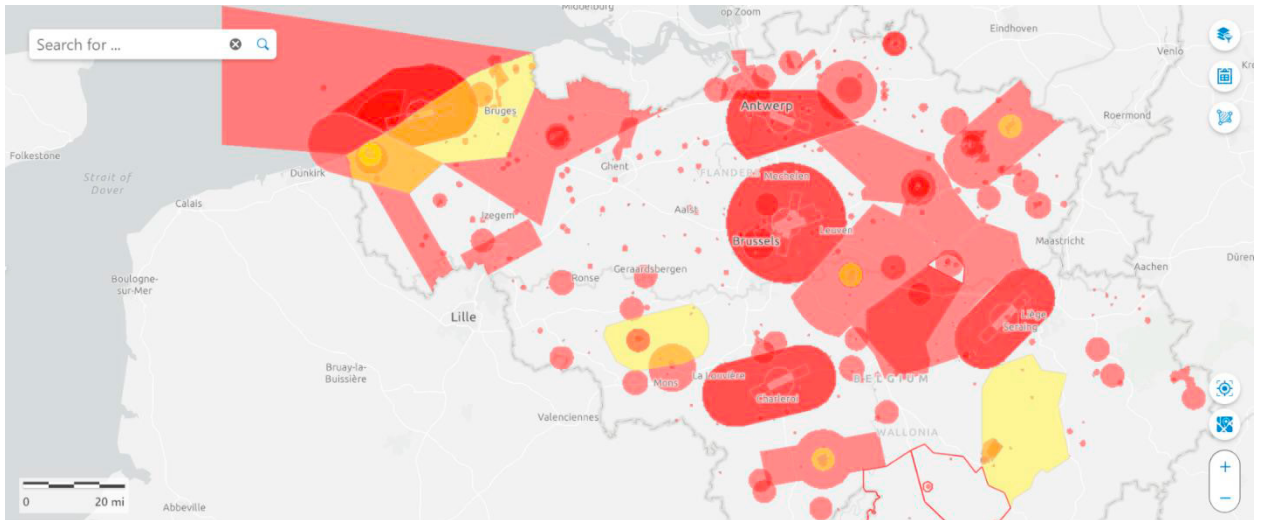 Search for ...
Middelburg
op Zoom
Eindhoven
Venlo
Antwerp
Bruges
Roermond
Folkestone
Strait of
Dover
Dunkirk
Ghent
FLANDERS
Mechelen
Calais
Izegem
Aalst
Brussels
Leuven
Maastricht
Aachen
Düren
Boulogne-
sur-Mer
Ronse
Geraardsbergen
Lille
Liège
Seraing
Bruay-la-
Buissière
Mons
La Louvière
BELGIUM
Charleroi
Valenciennes
WALLONIA
0 20 mi
Abbeville
+
−